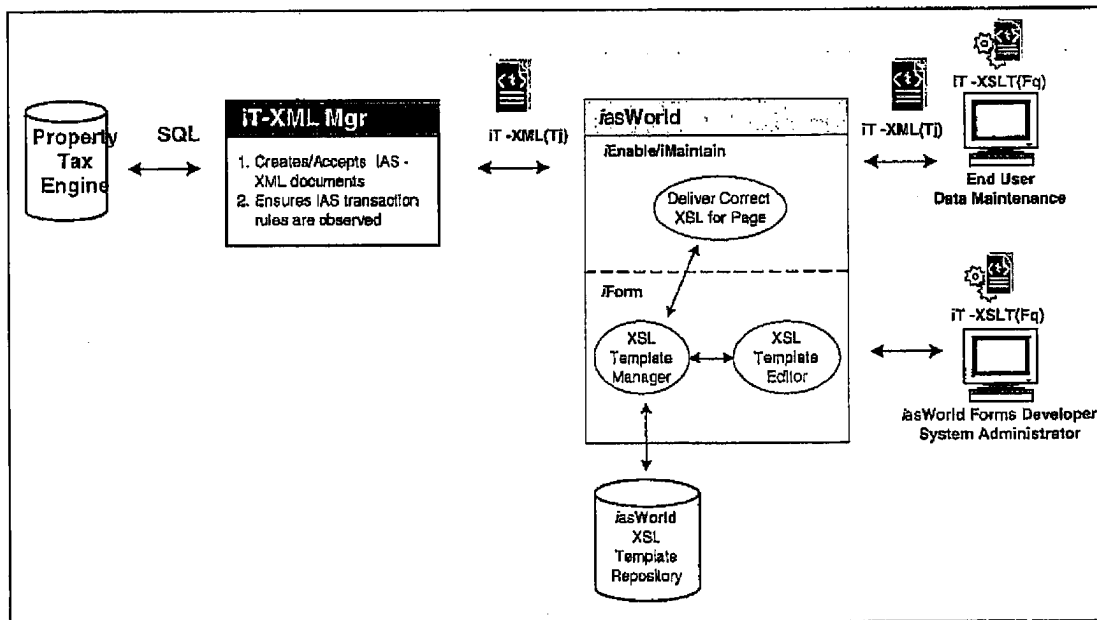 Property
Tax
Engine
SQL
iT-XML Mgr
1. Creates/Accepts IAS -
XML documents
2. Ensures IAS transaction
rules are observed
<t>
iT -XML(Tj)
iasWorld
iEnable/iMaintain
Deliver Correct
XSL for Page
iForm
XSL
Template
Manager
XSL
Template
Editor
iasWorld
XSL
Template
Repository
<t>
iT -XML(Tj)
<t>
iT -XSLT(Fq)
End User
Data Maintenance
<t>
iT -XSLT(Fq)
iasWorld Forms Developer
System Administrator